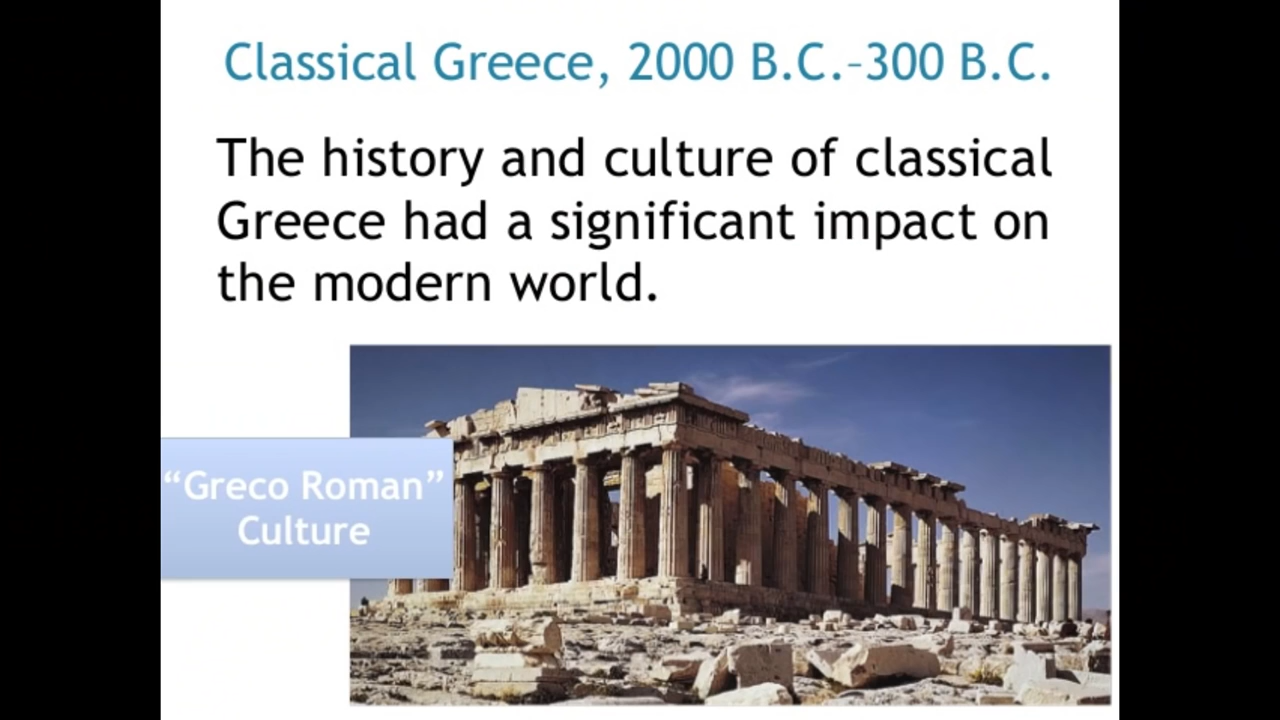 Classical Greece, 2000 B.C.–300 B.C.
The history and culture of classical
Greece had a significant impact on
the modern world.
“Greco Roman”
Culture